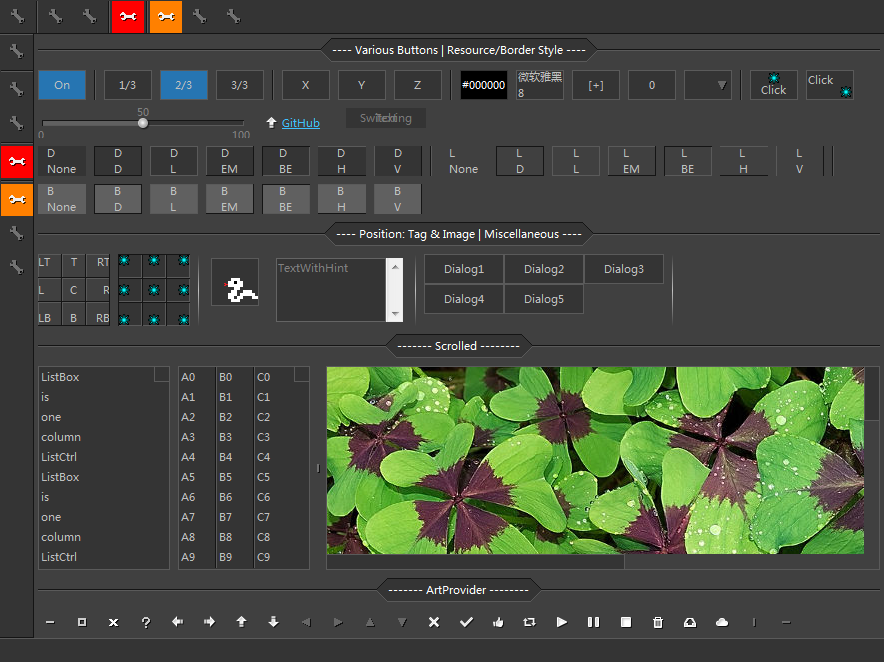 ---- Various Buttons | Resource/Border Style ----
On 1/3 2/3 3/3 X Y Z #000000 微软雅黑 8 [+] 0 ▼ Click Click
50
0 100 GitHub
D None D D D L D EM D BE D H D V L None L D L L L EM L BE L H L V
B None B D B L B EM B BE B H B V
---- Position: Tag & Image | Miscellaneous ----
LT T RT
L C R
LB B RB
TextWithHint
Dialog1 Dialog2 Dialog3
Dialog4 Dialog5
------- Scrolled --------
ListBox A0 B0 C0
is A1 B1 C1
one A2 B2 C2
column A3 B3 C3
ListCtrl A4 B4 C4
ListBox A5 B5 C5
is A6 B6 C6
one A7 B7 C7
column A8 B8 C8
ListCtrl A9 B9 C9
------- ArtProvider --------